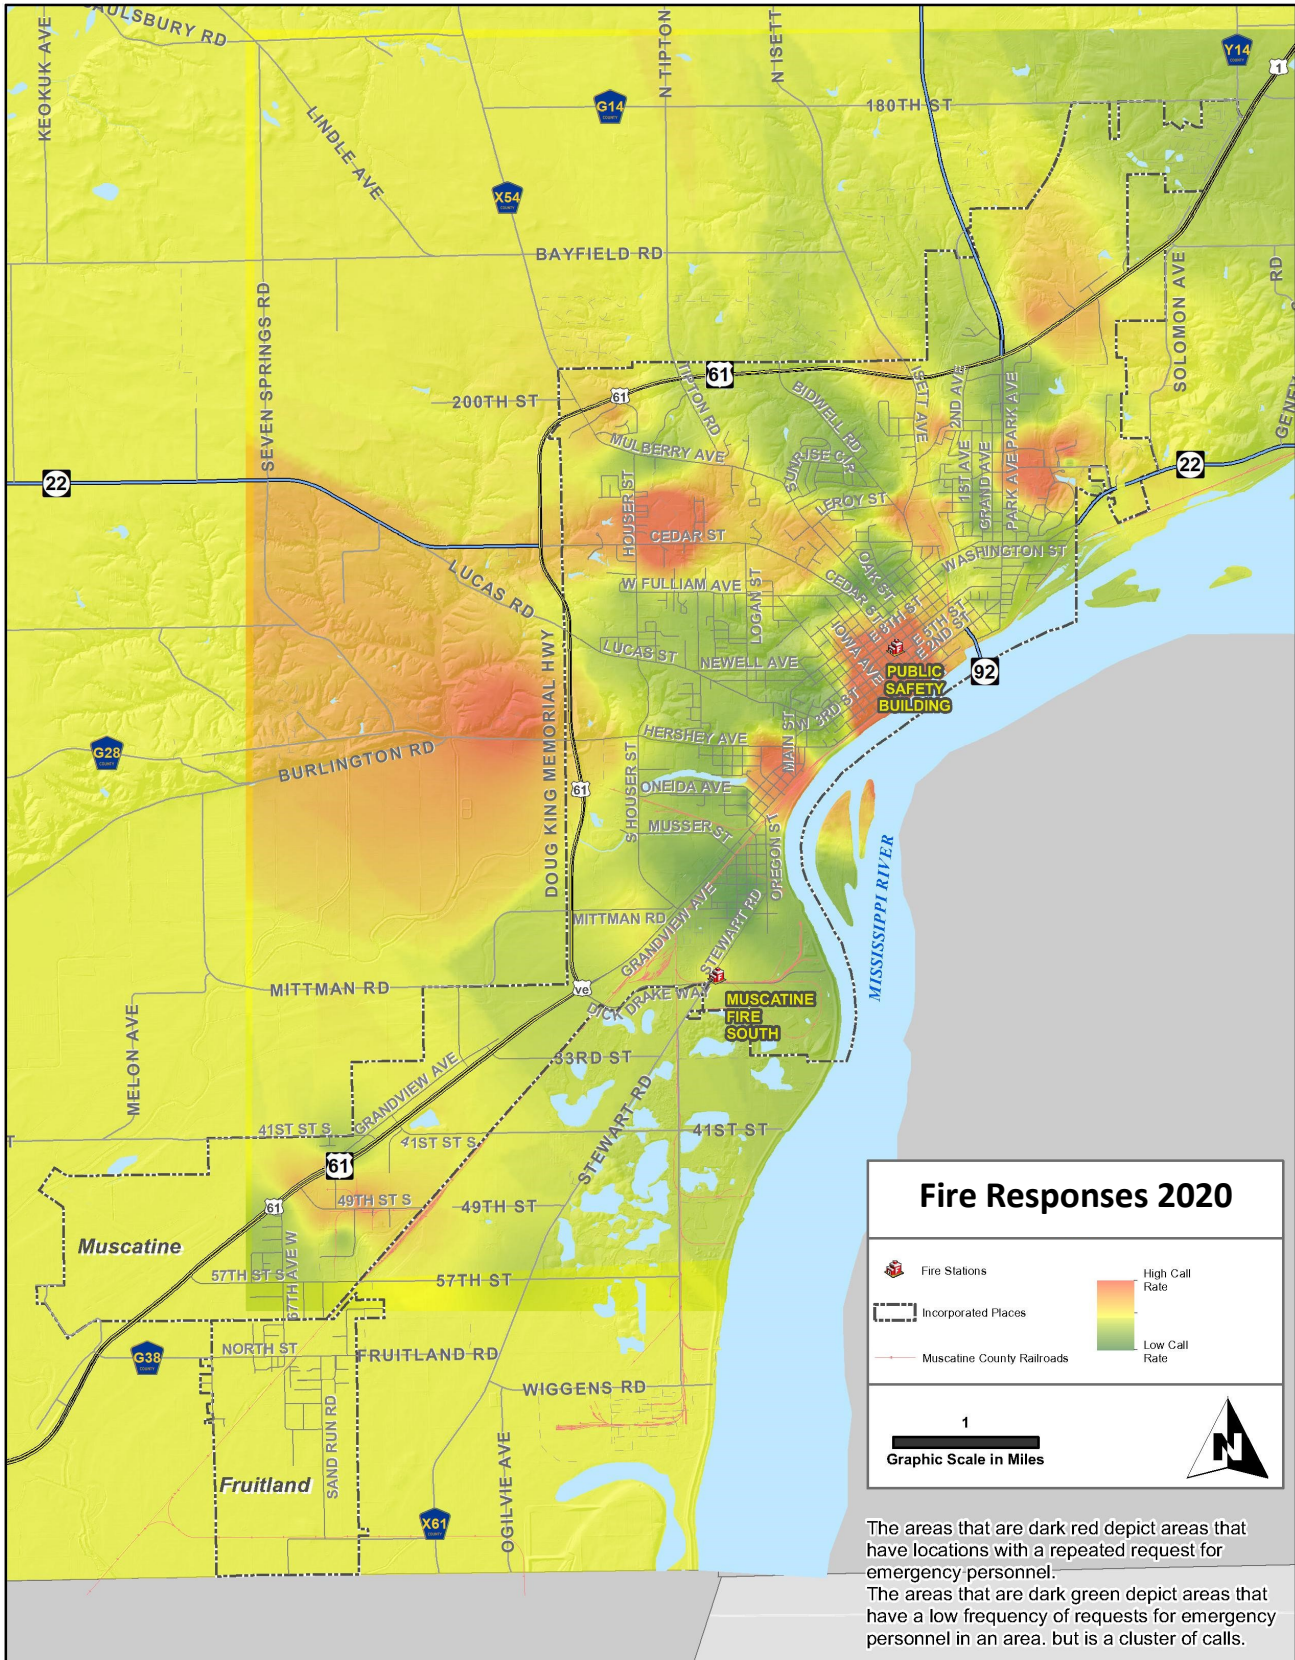 AULSBURY RD
KEOKUK AVE
LINDLE AVE
N TIPTON
N ISETT
Y14
COUNTY
1
G14
COUNTY
180TH ST
X54
COUNTY
BAYFIELD RD
SEVEN SPRINGS RD
SOLOMON AVE
RD
GENEV
61
61
200TH ST
TIPTON RD
BIDWELL RD
ISETT AVE
2ND AVE
PARK AVE
MULBERRY AVE
SUNRISE CIR
22
22
HOUSER ST
LEROY ST
1ST AVE
GRAND AVE
PARK AVE
CEDAR ST
WASHINGTON ST
OAK ST
CEDAR ST
LUCAS RD
W FULLIAM AVE
LOGAN ST
E 8TH ST
E 5TH ST
E 2ND ST
IOWA AVE
LUCAS ST
NEWELL AVE
PUBLIC
SAFETY
BUILDING
92
W 3RD ST
MAIN ST
HERSHEY AVE
DOUG KING MEMORIAL HWY
G28
COUNTY
BURLINGTON RD
61
S HOUSER ST
ONEIDA AVE
MUSSER ST
OREGON ST
MISSISSIPPI RIVER
MITTMAN RD
GRANDVIEW AVE
STEWART RD
MITTMAN RD
ve
DICK DRAKE WAY
MUSCATINE
FIRE
SOUTH
MELON AVE
33RD ST
GRANDVIEW AVE
STEWART RD
T
41ST ST S
41ST ST S
41ST ST
61
49TH ST S
49TH ST
61
Muscatine
57TH AVE W
57TH ST S
57TH ST
G38
COUNTY
NORTH ST
FRUITLAND RD
WIGGENS RD
SAND RUN RD
Fruitland
OGILVIE AVE
X61
COUNTY
Fire Responses 2020
Fire Stations
Incorporated Places
Muscatine County Railroads
High Call
Rate
Low Call
Rate
1
Graphic Scale in Miles
N
The areas that are dark red depict areas that
have locations with a repeated request for
emergency personnel.
The areas that are dark green depict areas that
have a low frequency of requests for emergency
personnel in an area. but is a cluster of calls.